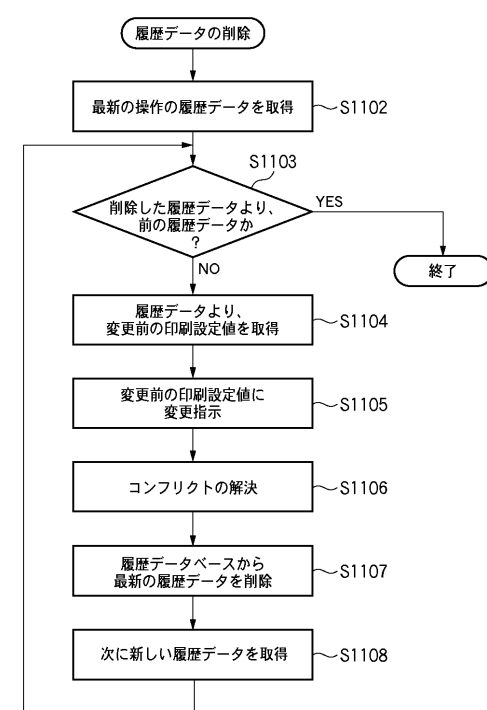 履歴データの削除
最新の操作の履歴データを取得
S1102
S1103
削除した履歴データより、
前の履歴データか
?
YES
NO
終了
履歴データより、
変更前の印刷設定値を取得
S1104
変更前の印刷設定値に
変更指示
S1105
コンフリクトの解決
S1106
履歴データベースから
最新の履歴データを削除
S1107
次に新しい履歴データを取得
S1108